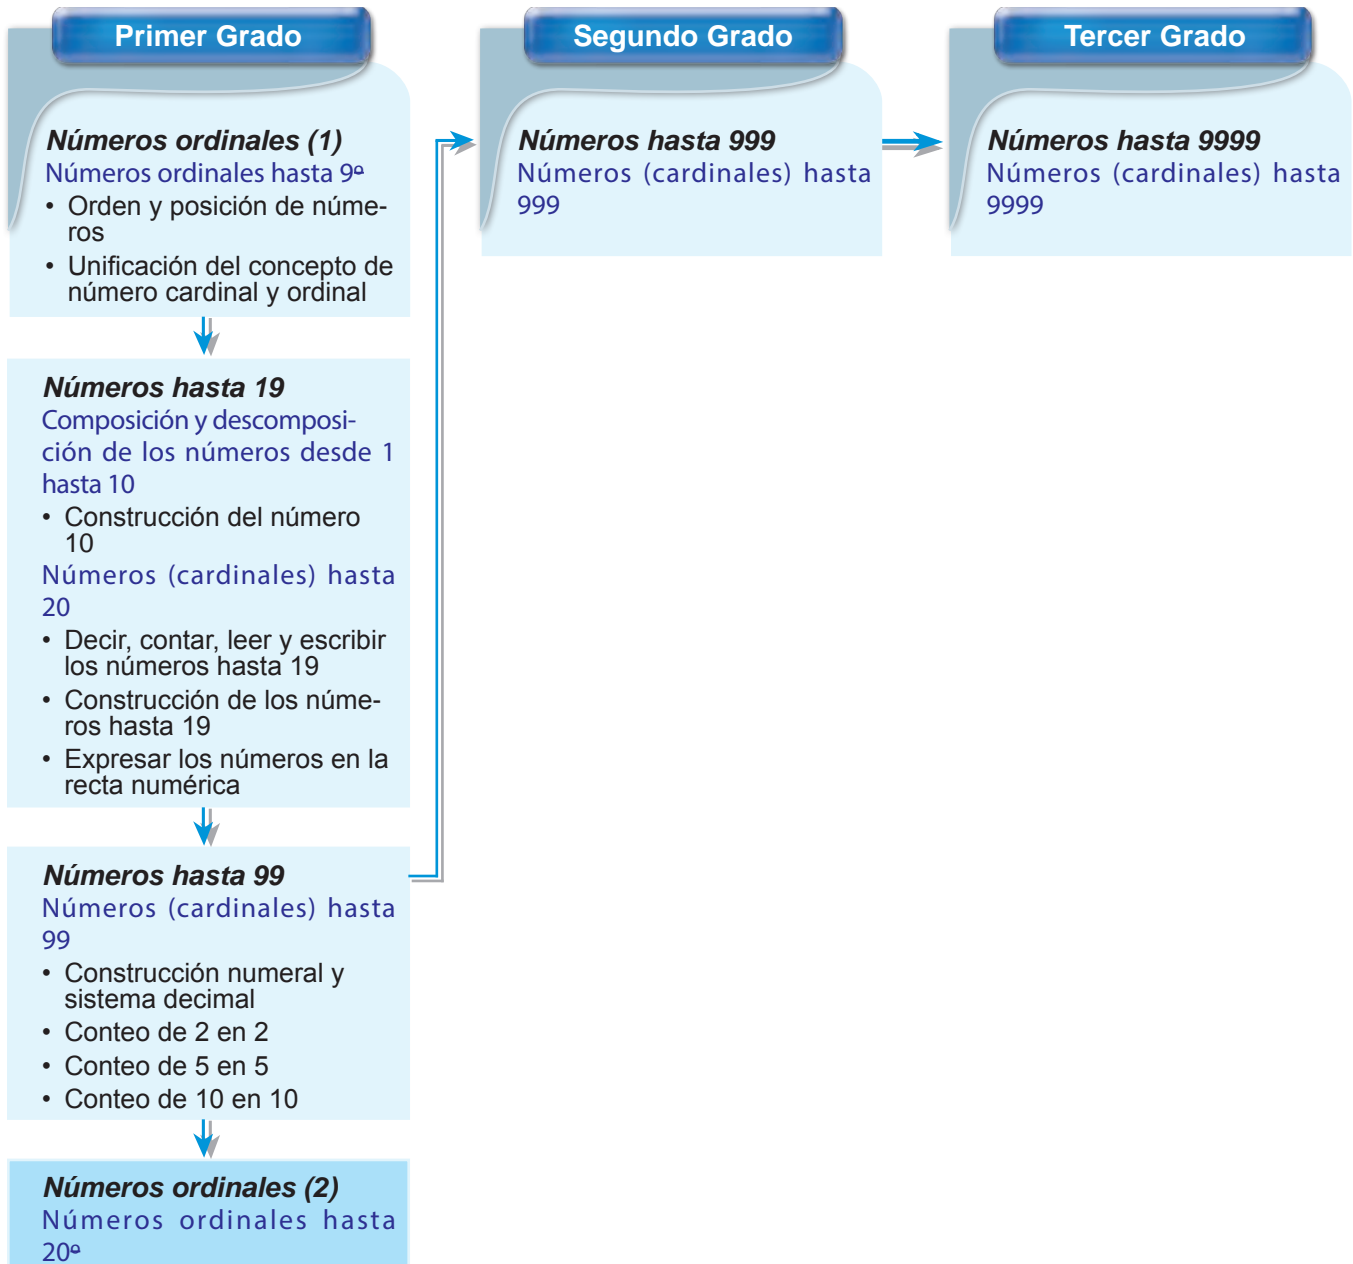 Primer Grado
Números ordinales (1)
Números ordinales hasta 9º
• Orden y posición de núme-
ros
• Unificación del concepto de
número cardinal y ordinal
Números hasta 19
Composición y descomposi-
ción de los números desde 1
hasta 10
• Construcción del número
10
Números (cardinales) hasta
20
• Decir, contar, leer y escribir
los números hasta 19
• Construcción de los núme-
ros hasta 19
• Expresar los números en la
recta numérica
Números hasta 99
Números (cardinales) hasta
99
• Construcción numeral y
sistema decimal
• Conteo de 2 en 2
• Conteo de 5 en 5
• Conteo de 10 en 10
Números ordinales (2)
Números ordinales hasta
20º
Segundo Grado
Números hasta 999
Números (cardinales) hasta
999
Tercer Grado
Números hasta 9999
Números (cardinales) hasta
9999